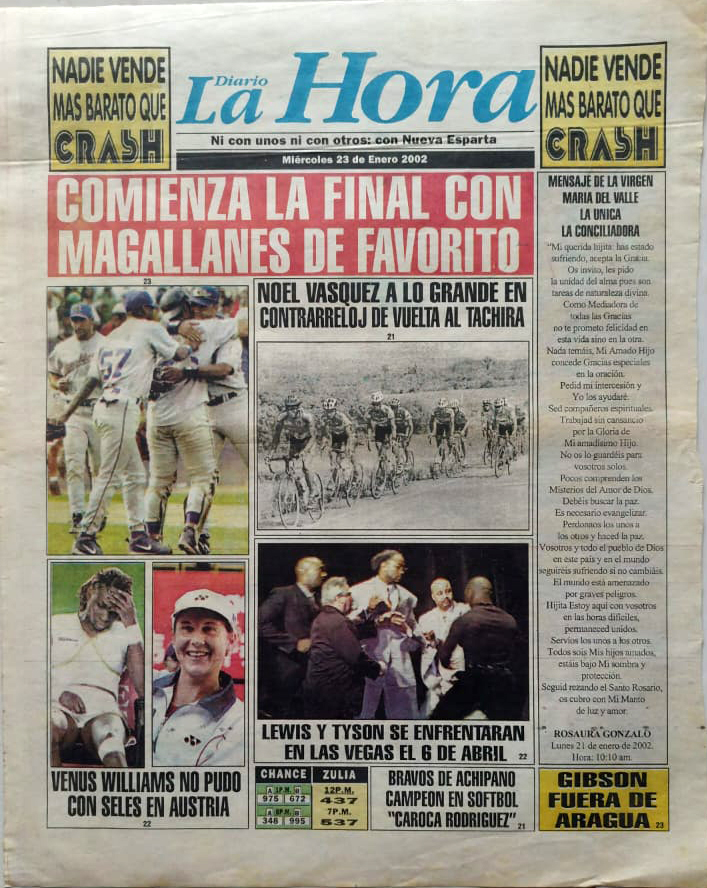 NADIE VENDE
MAS BARATO QUE
CRASH
Diario
La Hora
NADIE VENDE
MAS BARATO QUE
CRASH
Ni con unos ni con otros: con Nueva Esparta
Miércoles 23 de Enero 2002
COMIENZA LA FINAL CON
MAGALLANES DE FAVORITO
23
52
NOEL VASQUEZ A LO GRANDE EN
CONTRARRELOJ DE VUELTA AL TACHIRA
21
LEWIS Y TYSON SE ENFRENTARAN
EN LAS VEGAS EL 6 DE ABRIL 22
VENUS WILLIAMS NO PUDO
CON SELES EN AUSTRIA
22
CHANCE
A 1P.M. B
975 672
A 8P.M. B
348 995
ZULIA
12P.M.
437
7P.M.
537
BRAVOS DE ACHIPANO
CAMPEON EN SOFTBOL
"CAROCA RODRIGUEZ" 21
MENSAJE DE LA VIRGEN
MARIA DEL VALLE
LA UNICA
LA CONCILIADORA
"Mi querida hijita: has estado
sufriendo, acepta la Gracia.
Os invito, les pido
la unidad del alma pues son
tareas de naturaleza divina.
Como Mediadora de
todas las Gracias
no te prometo felicidad en
esta vida sino en la otra.
Nada temáis, Mi Amado Hijo
concede Gracias especiales
en la oración.
Pedid mi intercesión y
Yo los ayudaré.
Sed compañeros espirituales.
Trabajad sin cansancio
por la Gloria de
Mi amadísimo Hijo.
No os lo guardéis para
vosotros solos.
Pocos comprenden los
Misterios del Amor de Dios.
Debéis buscar la paz.
Es necesario evangelizar.
Perdonaos los unos a
los otros y haced la paz.
Vosotros y todo el pueblo de Dios
en este país y en el mundo
seguiréis sufriendo si no cambiáis.
El mundo está amenazado
por graves peligros.
Hijita Estoy aquí con vosotros
en las horas difíciles,
permaneced unidos.
Servíos los unos a los otros.
Todos sois Mis hijos amados,
estáis bajo Mi sombra y
protección.
Seguid rezando el Santo Rosario,
os cubro con Mi Manto
de luz y amor.
ROSAURA GONZALO
Lunes 21 de enero de 2002.
Hora: 10:10 am.
GIBSON
FUERA DE
ARAGUA 23